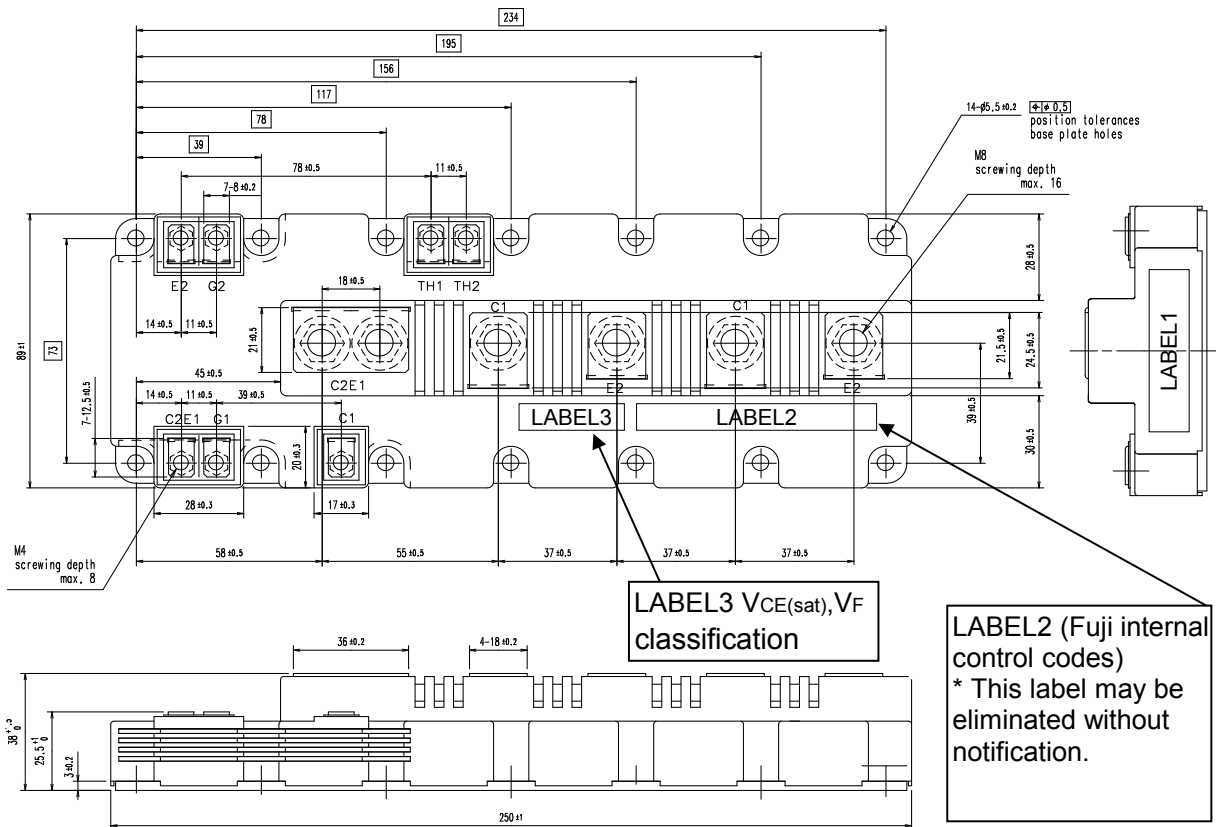 234
195
156
117
78
39
78 ±0.5
11 ±0.5
7-8 ±0.2
14-ø5.5 ±0.2
⌖ ø 0.5
position tolerances
base plate holes
M8
screwing depth
max. 16
E2
G2
TH1
TH2
18 ±0.5
14 ±0.5
11 ±0.5
C1
C1
28 ±0.5
89 ±1
73
21 ±0.5
21.5 ±0.5
24.5 ±0.5
LABEL1
45 ±0.5
C2E1
E2
E2
7-12.5 ±0.5
14 ±0.5
11 ±0.5
39 ±0.5
C2E1
G1
C1
LABEL3
LABEL2
39 ±0.5
30 ±0.5
20 ±0.3
28 ±0.3
17 ±0.3
M4
screwing depth
max. 8
58 ±0.5
55 ±0.5
37 ±0.5
37 ±0.5
37 ±0.5
LABEL3 VCE(sat),VF
classification
LABEL2 (Fuji internal
control codes)
* This label may be
eliminated without
notification.
36 ±0.2
4-18 ±0.2
38
0
25.5 +1
0
3 ±0.2
250 ±1